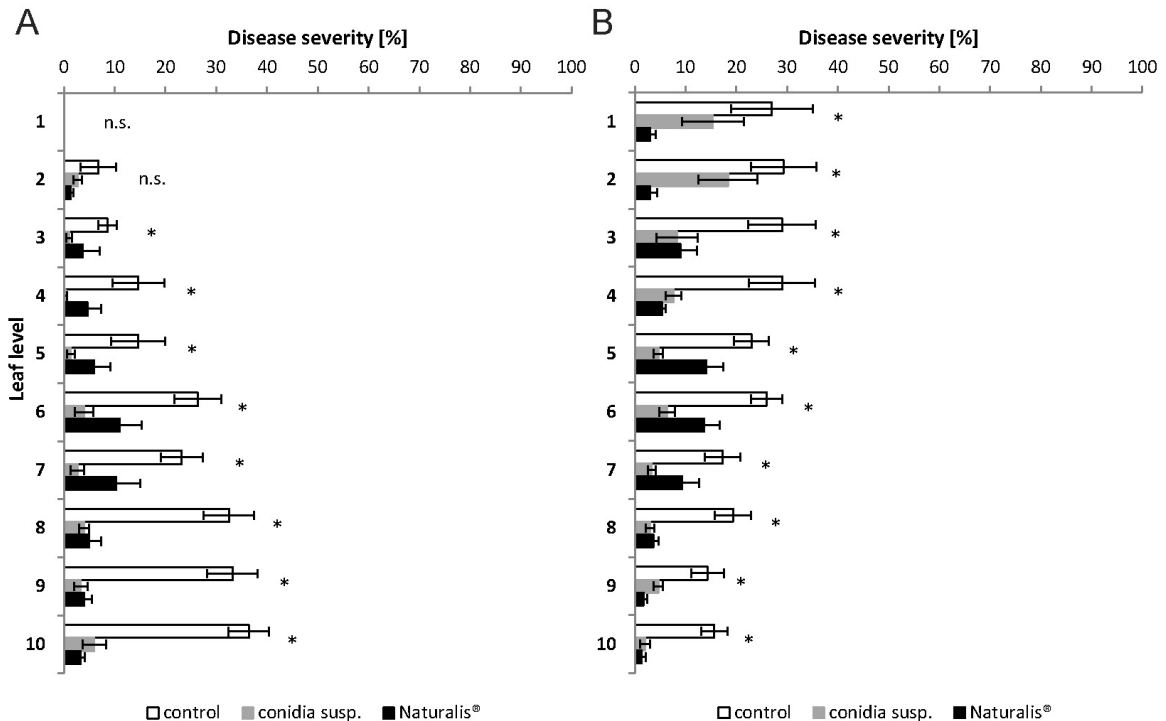 A
Disease severity [%]
0 10 20 30 40 50 60 70 80 90 100
Leaf level
1 n.s.
2 n.s.
3 *
4 *
5 *
6 *
7 *
8 *
9 *
10 *
control conidia susp. Naturalis®
B
Disease severity [%]
0 10 20 30 40 50 60 70 80 90 100
1 *
2 *
3 *
4 *
5 *
6 *
7 *
8 *
9 *
10 *
control conidia susp. Naturalis®